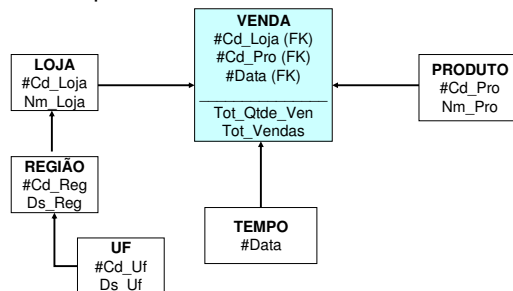 VENDA
#Cd_Loja (FK)
#Cd_Pro (FK)
#Data (FK)
Tot_Qtde_Ven
Tot_Vendas
LOJA
#Cd_Loja
Nm_Loja
PRODUTO
#Cd_Pro
Nm_Pro
REGIÃO
#Cd_Reg
Ds_Reg
TEMPO
#Data
UF
#Cd_Uf
Ds_Uf